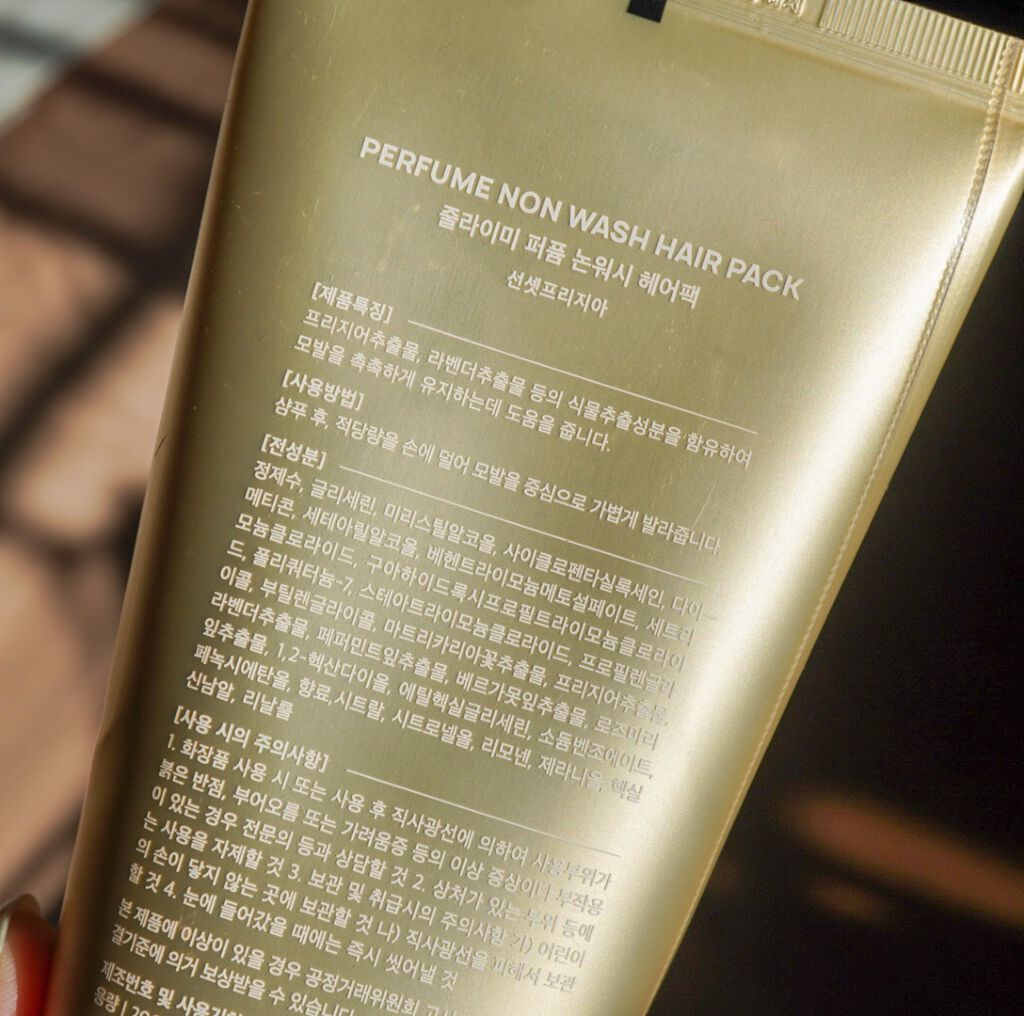 PERFUME NON WASH HAIR PACK
쥴라이미 퍼퓸 논워시 헤어팩
선셋프리지아
[제품특징]
프리지어추출물, 라벤더추출물 등의 식물추출성분을 함유하여
모발을 촉촉하게 유지하는데 도움을 줍니다.
[사용방법]
샴푸 후, 적당량을 손에 덜어 모발을 중심으로 가볍게 발라줍니다.
[전성분]
정제수, 글리세린, 미리스틸알코올, 사이클로펜타실록세인, 다이
메티콘, 세테아릴알코올, 베헨트라이모늄메토설페이트, 세트리
모늄클로라이드, 구아하이드록시프로필트라이모늄클로라이
드, 폴리쿼터늄-7, 스테아트라이모늄클로라이드, 프로필렌글라
이콜, 부틸렌글라이콜, 마트리카리아꽃추출물, 프리지어추출물,
라벤더추출물, 페퍼민트잎추출물, 베르가못잎추출물, 로즈마리
잎추출물, 1,2-헥산다이올, 에틸헥실글리세린, 소듐벤조에이트,
페녹시에탄올, 향료,시트랄, 시트로넬올, 리모넨, 제라니올, 헥실
신남알, 리날룰
[사용 시의 주의사항]
1. 화장품 사용 시 또는 사용 후 직사광선에 의하여 사용부위가
붉은 반점, 부어오름 또는 가려움증 등의 이상 증상이나 부작용
이 있는 경우 전문의 등과 상담할 것 2. 상처가 있는 부위 등에
는 사용을 자제할 것 3. 보관 및 취급시의 주의사항 가) 어린이
의 손이 닿지 않는 곳에 보관할 것 나) 직사광선을 피해서 보관
할 것 4. 눈에 들어갔을 때에는 즉시 씻어낼 것
본 제품에 이상이 있을 경우 공정거래위원회
결기준에 의거 보상받을 수 있습니다.
제조번호 및
용량 |